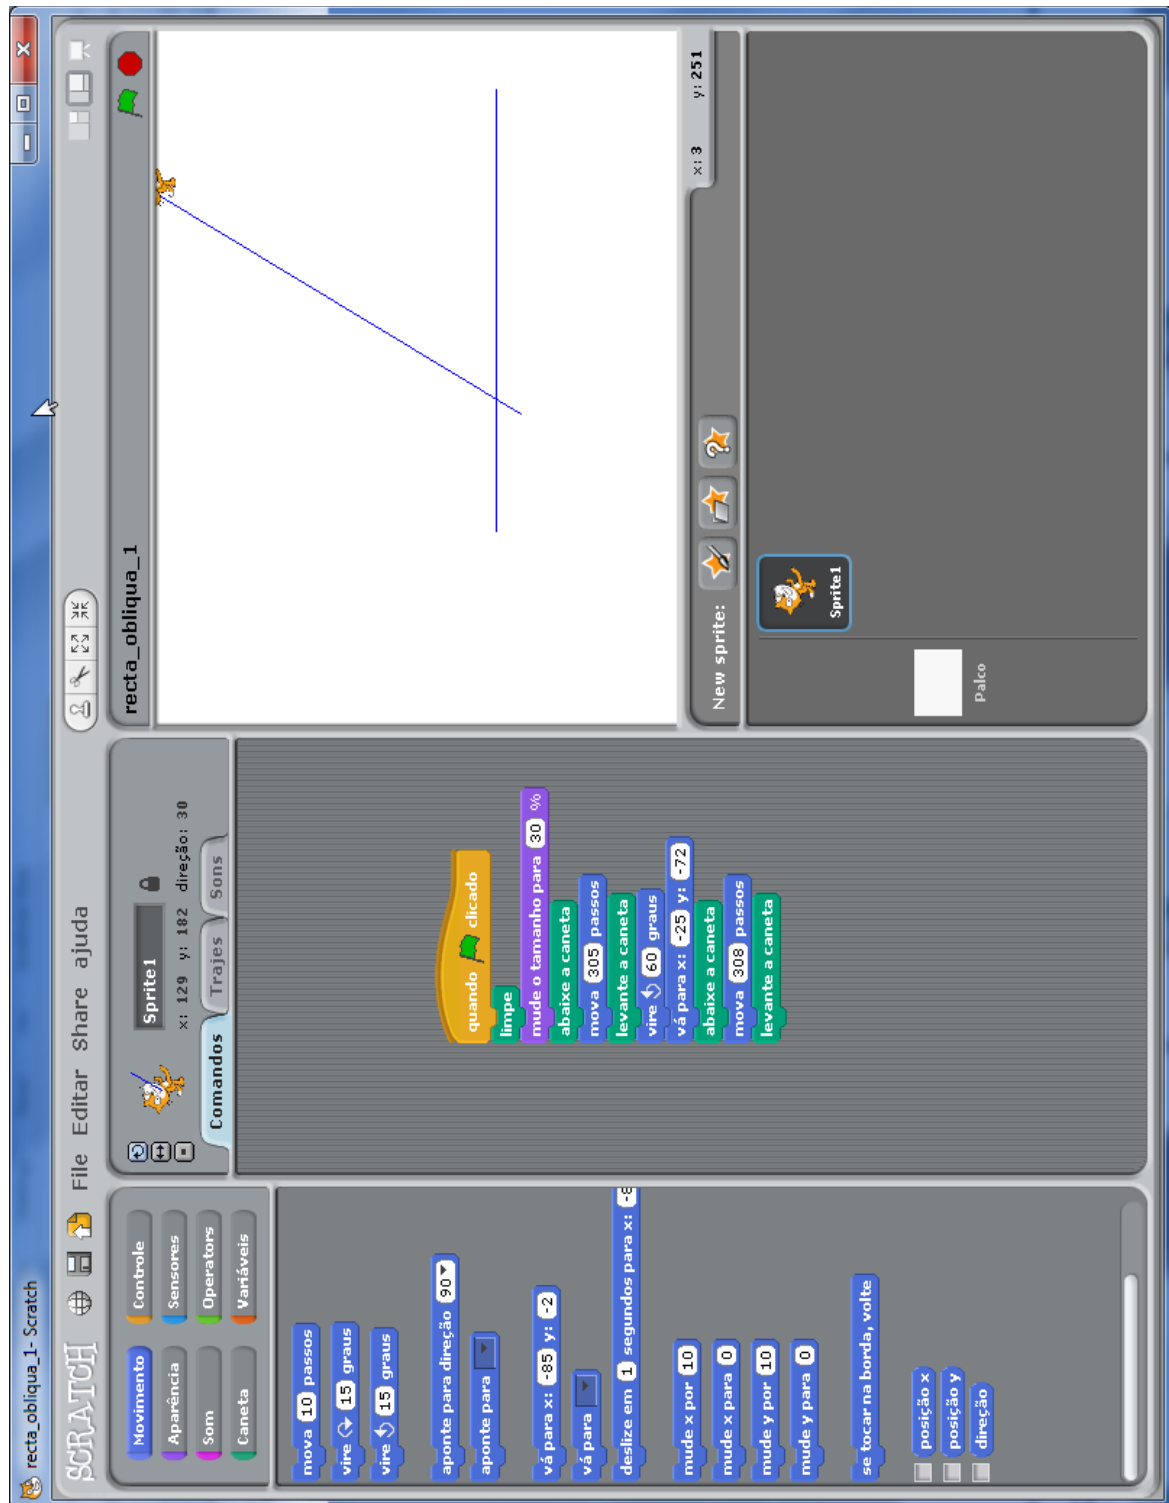 recta_obliqua_1 - Scratch
SCRATCH
File Editar Share ajuda
Movimento
Controle
Aparência
Sensores
Som
Operators
Caneta
Variáveis
mova 10 passos
vire 15 graus
vire 15 graus
aponte para direção 90
aponte para
vá para x: -85 y: -2
vá para
deslize em 1 segundos para x: -8
mude x por 10
mude x para 0
mude y por 10
mude y para 0
se tocar na borda, volte
posição x
posição y
direção
Sprite1
x: 129 y: 182 direção: 30
Comandos
Trajes
Sons
quando clicado
limpe
mude o tamanho para 30 %
abaixe a caneta
mova 305 passos
levante a caneta
vire 60 graus
vá para x: -25 y: -72
abaixe a caneta
mova 308 passos
levante a caneta
recta_obliqua_1
x: 3 y: 251
New sprite:
Sprite1
Palco